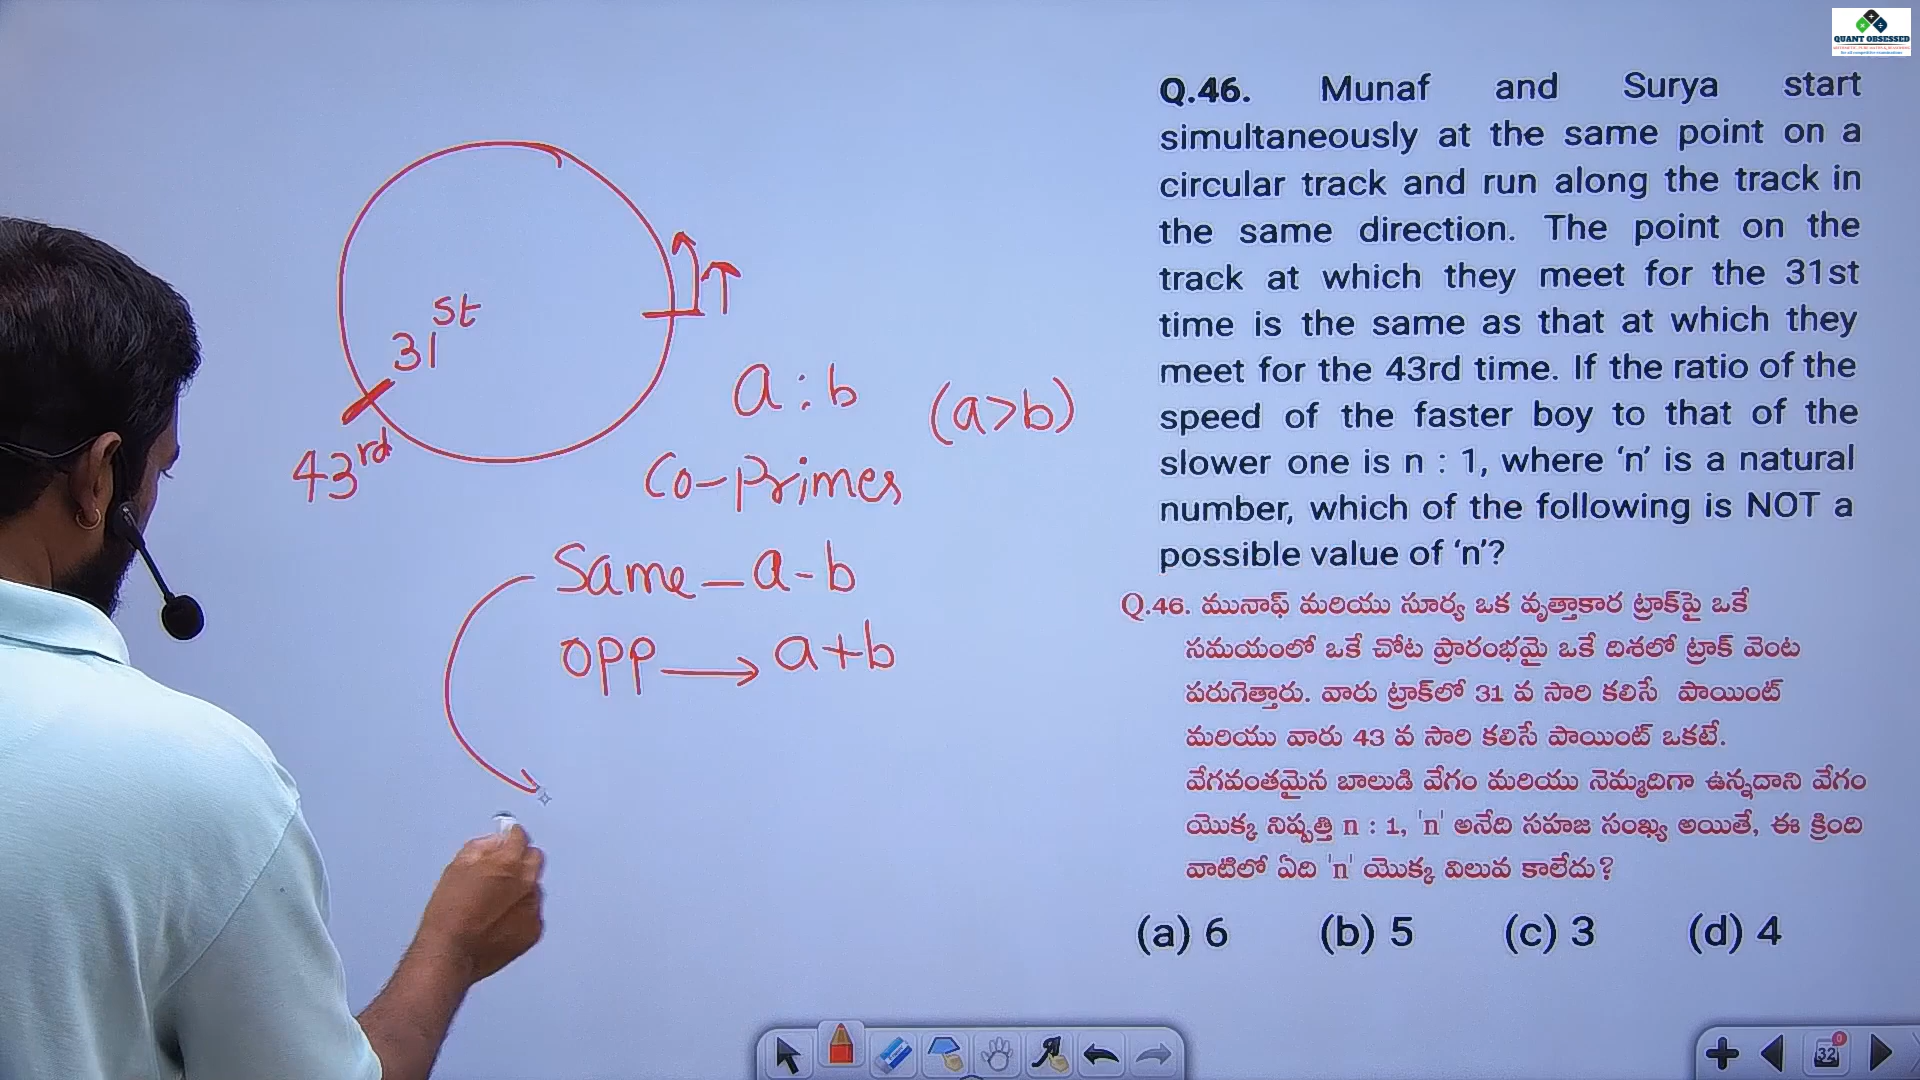 QUANT OBSESSED
Q.46. Munaf and Surya start
simultaneously at the same point on a
circular track and run along the track in
the same direction. The point on the
track at which they meet for the 31st
time is the same as that at which they
meet for the 43rd time. If the ratio of the
speed of the faster boy to that of the
slower one is n : 1, where ‘n’ is a natural
number, which of the following is NOT a
possible value of ‘n’?
Q.46. మునాఫ్ మరియు సూర్య ఒక వృత్తాకార ట్రాక్‌పై ఒకే
సమయంలో ఒకే చోట ప్రారంభమై ఒకే దిశలో ట్రాక్ వెంట
పరుగెత్తారు. వారు ట్రాక్‌లో 31 వ సారి కలిసే పాయింట్
మరియు వారు 43 వ సారి కలిసే పాయింట్ ఒకటే.
వేగవంతమైన బాలుడి వేగం మరియు నెమ్మదిగా ఉన్నదాని వేగం
యొక్క నిష్పత్తి n : 1, 'n' అనేది సహజ సంఖ్య అయితే, ఈ క్రింది
వాటిలో ఏది 'n' యొక్క విలువ కాలేదు?
(a) 6 (b) 5 (c) 3 (d) 4
31st
43rd
a : b (a>b)
Co-primes
Same - a-b
opp → a+b
32
0